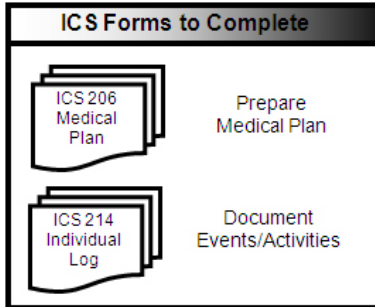 ICS Forms to Complete
ICS 206
Medical
Plan
Prepare
Medical Plan
ICS 214
Individual
Log
Document
Events/Activities